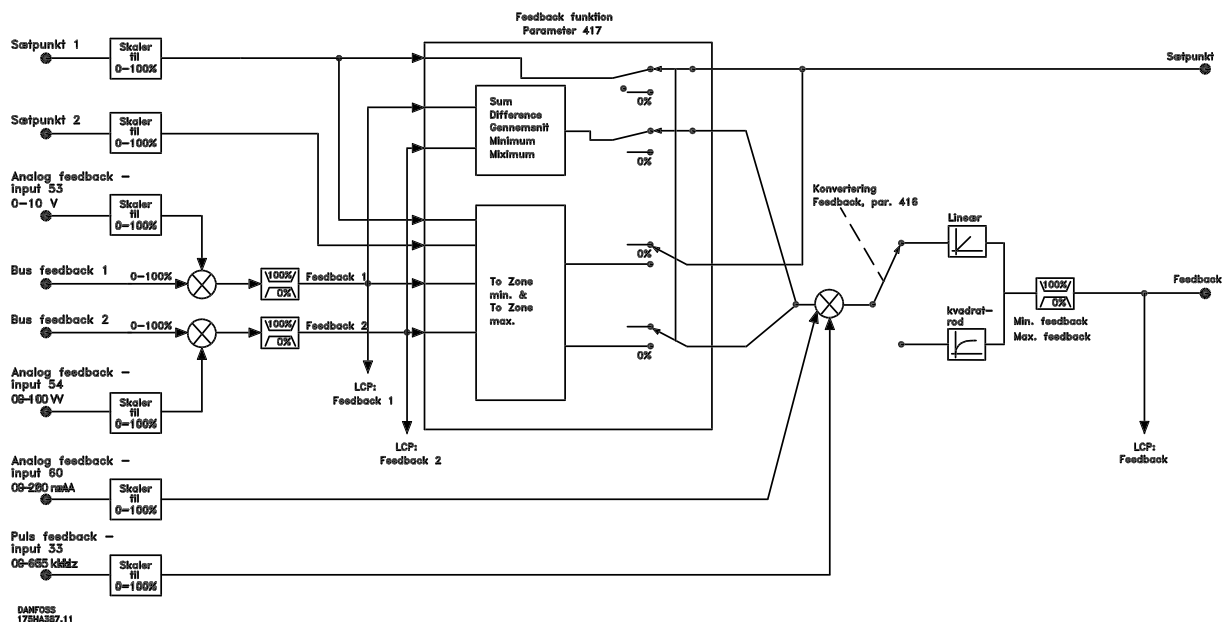 Feedback funktion
Parameter 417
Sætpunkt 1
Skaler
til
0-100%
Sætpunkt
Sum
Difference
Gennemsnit
Minimum
Miximum
0%
0%
Sætpunkt 2
Skaler
til
0-100%
Analog feedback -
input 53
0-10 V
Skaler
til
0-100%
Konvertering
Feedback, par. 416
Lineær
Bus feedback 1
0-100%
100%
0%
Feedback 1
To Zone
min. &
To Zone
max.
0%
0%
100%
0%
Feedback
Min. feedback
Max. feedback
kvadrat-
rod
Bus feedback 2
0-100%
100%
0%
Feedback 2
Analog feedback -
input 54
Skaler
til
0-100%
LCP:
Feedback 1
LCP:
Feedback 2
LCP:
Feedback
Analog feedback -
input 60
Skaler
til
0-100%
Puls feedback -
input 33
Skaler
til
0-100%
DANFOSS
175HA387.11